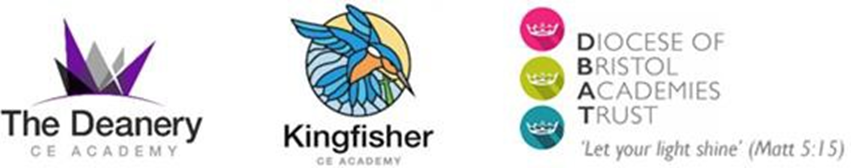 The Deanery
CE ACADEMY
Kingfisher
CE ACADEMY
DIOCESE OF
BRISTOL
ACADEMIES
TRUST
'Let your light shine' (Matt 5:15)